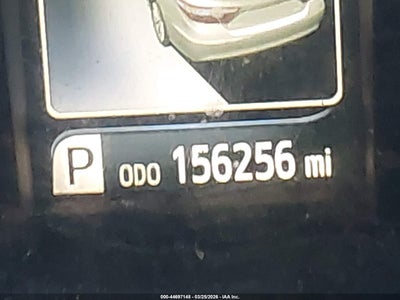 P ODO 156256 mi
000-44697148 - 03/25/2026 - IAA Inc.